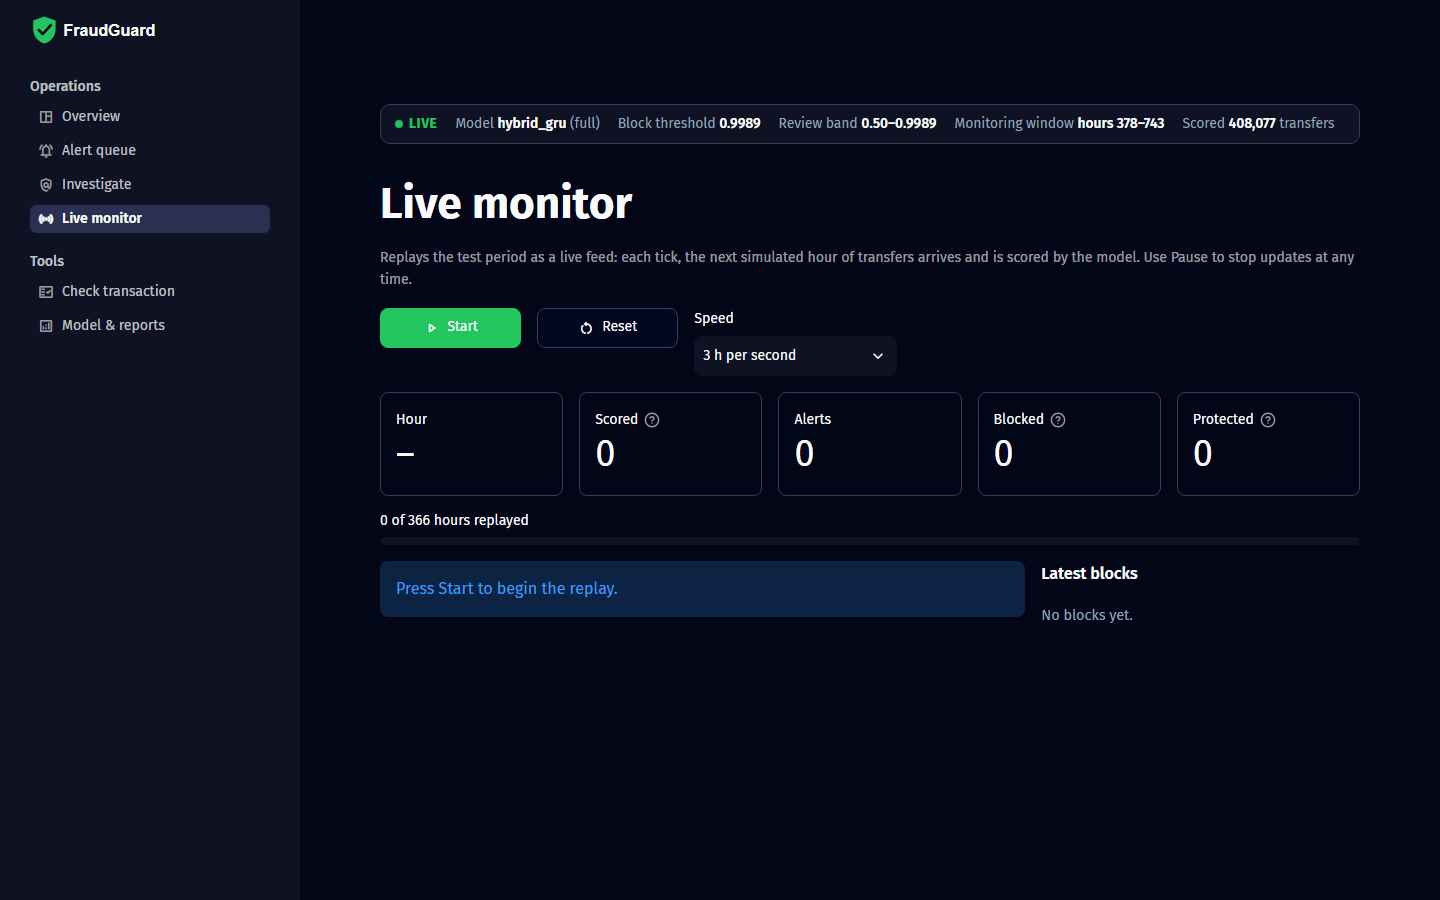 FraudGuard
Operations
Overview
Alert queue
Investigate
Live monitor
Tools
Check transaction
Model & reports
LIVE Model hybrid_gru (full) Block threshold 0.9989 Review band 0.50–0.9989 Monitoring window hours 378–743 Scored 408,077 transfers
Live monitor
Replays the test period as a live feed: each tick, the next simulated hour of transfers arrives and is scored by the model. Use Pause to stop updates at any
time.
Start
Reset
Speed
3 h per second
Hour
–
Scored
0
Alerts
0
Blocked
0
Protected
0
0 of 366 hours replayed
Press Start to begin the replay.
Latest blocks
No blocks yet.